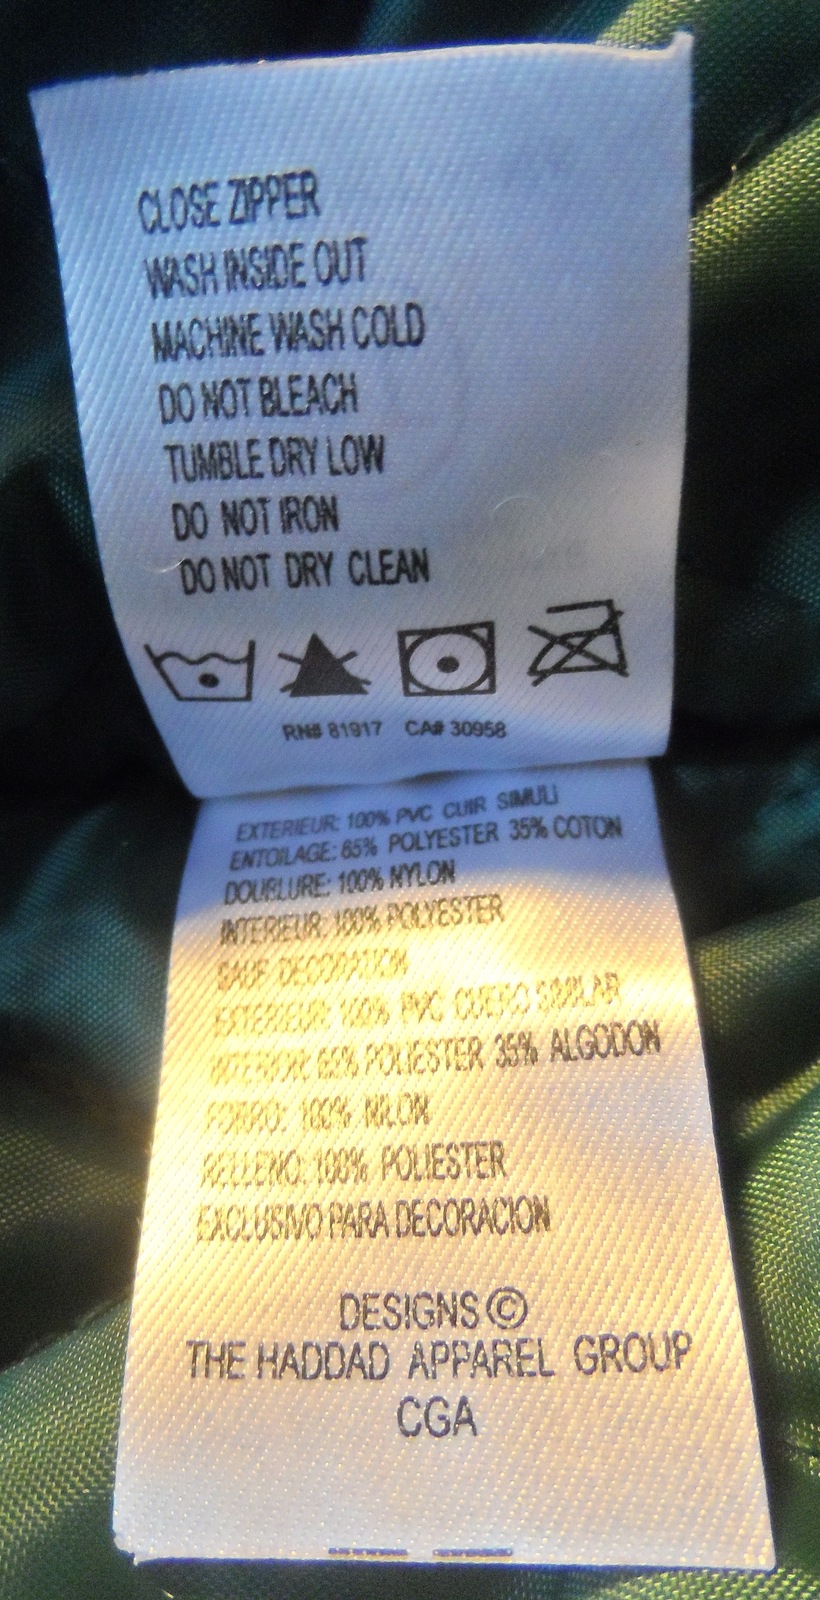 CLOSE ZIPPER
WASH INSIDE OUT
MACHINE WASH COLD
DO NOT BLEACH
TUMBLE DRY LOW
DO NOT IRON
DO NOT DRY CLEAN
RN# 81917 CA# 30958
EXTERIEUR: 100% PVC CUIR SIMULI
ENTOILAGE: 65% POLYESTER 35% COTON
DOUBLURE: 100% NYLON
INTERIEUR: 100% POLYESTER
SAUF DECORATION
EXTERIEUR: 100% PVC CUERO SIMILAR
INTERIOR: 65% POLIESTER 35% ALGODON
FORRO: 100% NILON
RELLENO: 100% POLIESTER
EXCLUSIVO PARA DECORACION
DESIGNS ©
THE HADDAD APPAREL GROUP
CGA